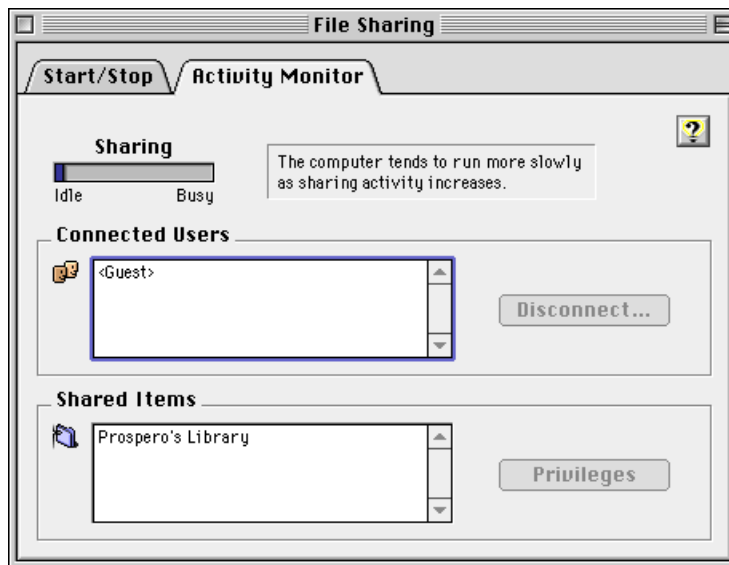 File Sharing
Start/Stop
Activity Monitor
Sharing
Idle
Busy
The computer tends to run more slowly
as sharing activity increases.
?
Connected Users
<Guest>
Disconnect...
Shared Items
Prospero's Library
Privileges